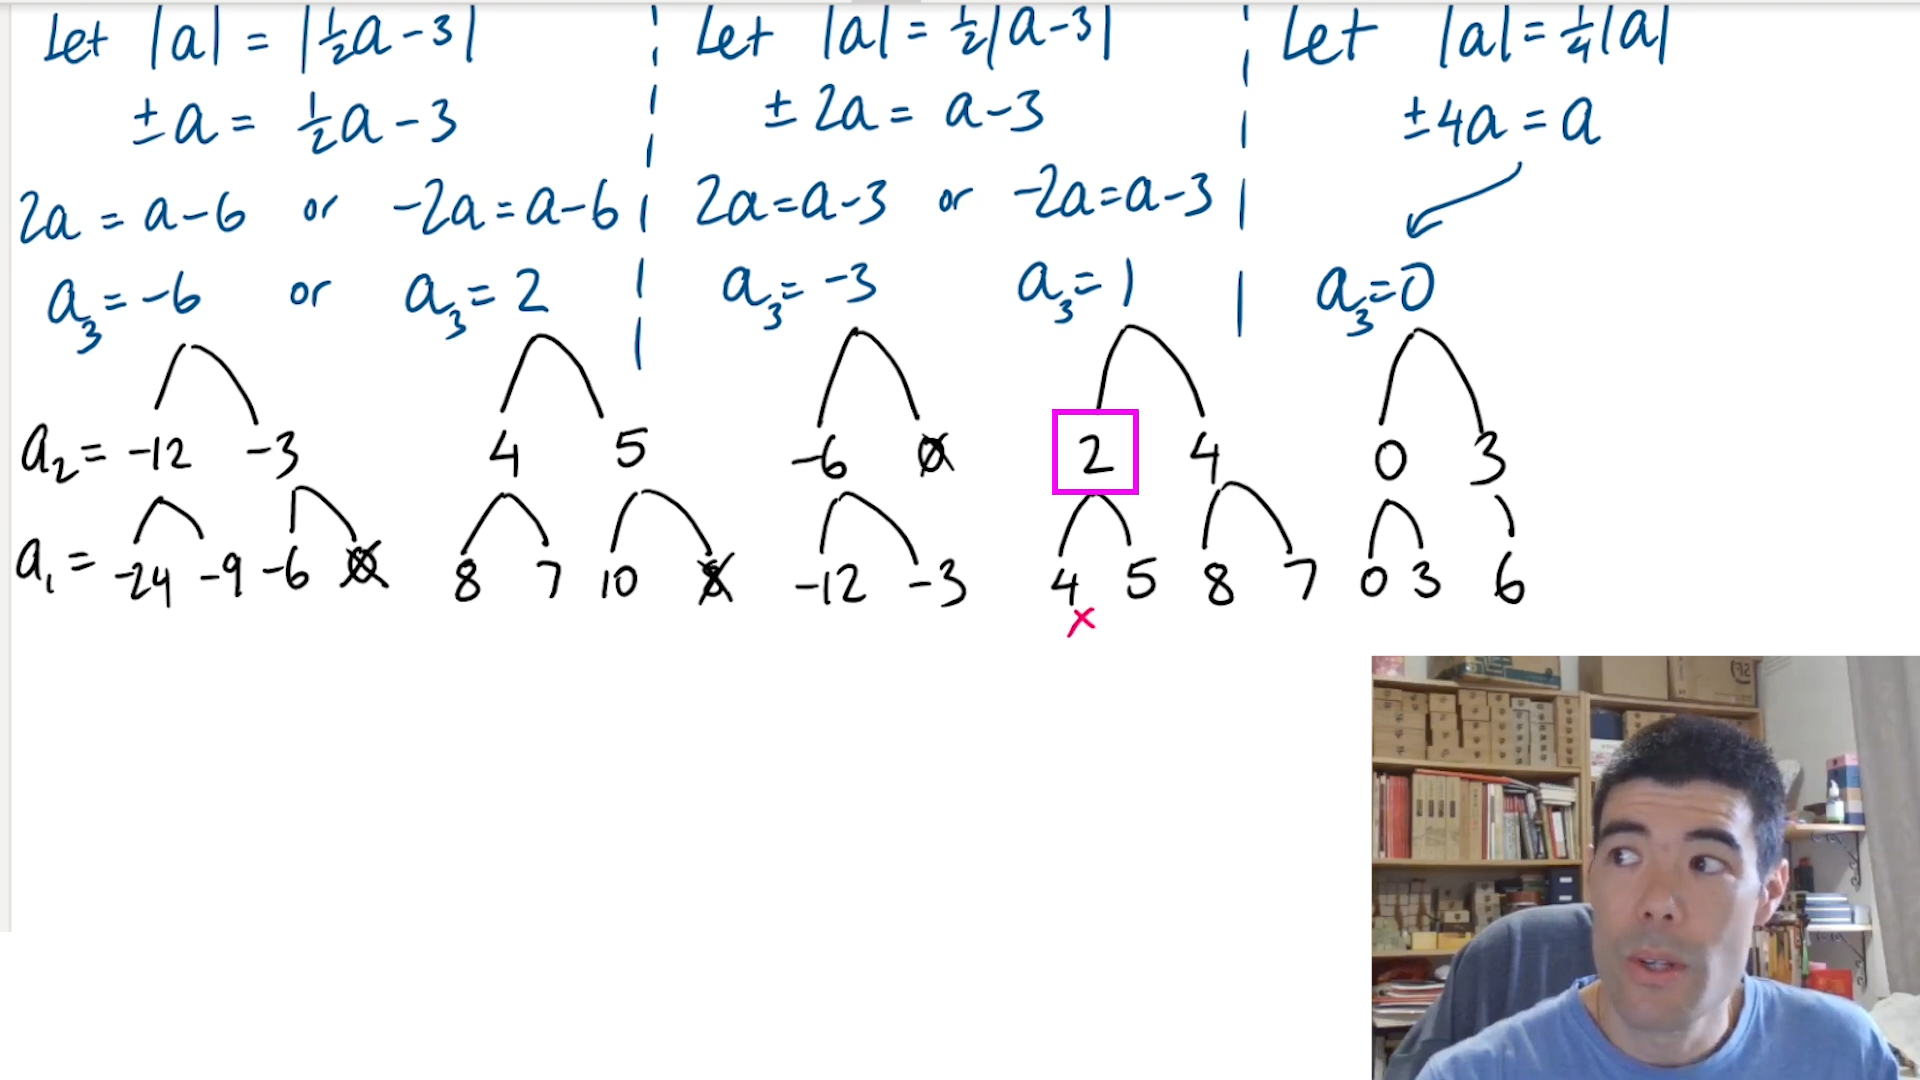 Let |a| = |½a − 3|
± a = ½a − 3
2a = a − 6 or −2a = a − 6
a₃ = −6 or a₃ = 2
Let |a| = ½|a − 3|
± 2a = a − 3
2a = a − 3 or −2a = a − 3
a₃ = −3 a₃ = 1
Let |a| = ¼|a|
± 4a = a
a₃ = 0
a₂ = −12 −3 4 5 −6 0 2 4 0 3
a₁ = −24 −9 −6 8 7 10 −12 −3 4 5 8 7 0 3 6
×